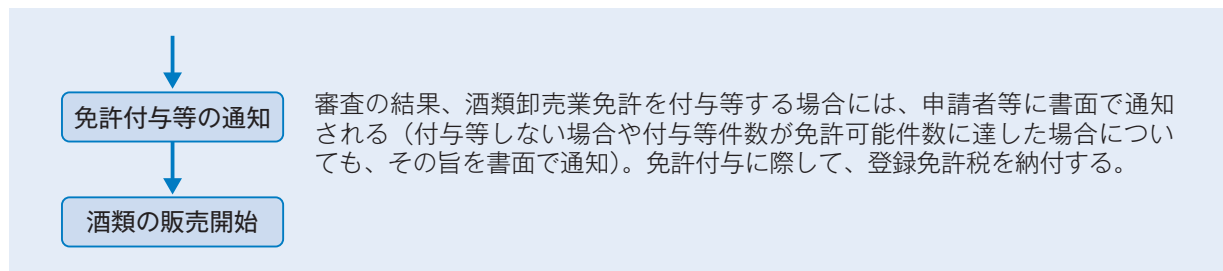 免許付与等の通知
審査の結果、酒類卸売業免許を付与等する場合には、申請者等に書面で通知
される（付与等しない場合や付与等件数が免許可能件数に達した場合につい
ても、その旨を書面で通知）。免許付与に際して、登録免許税を納付する。
酒類の販売開始